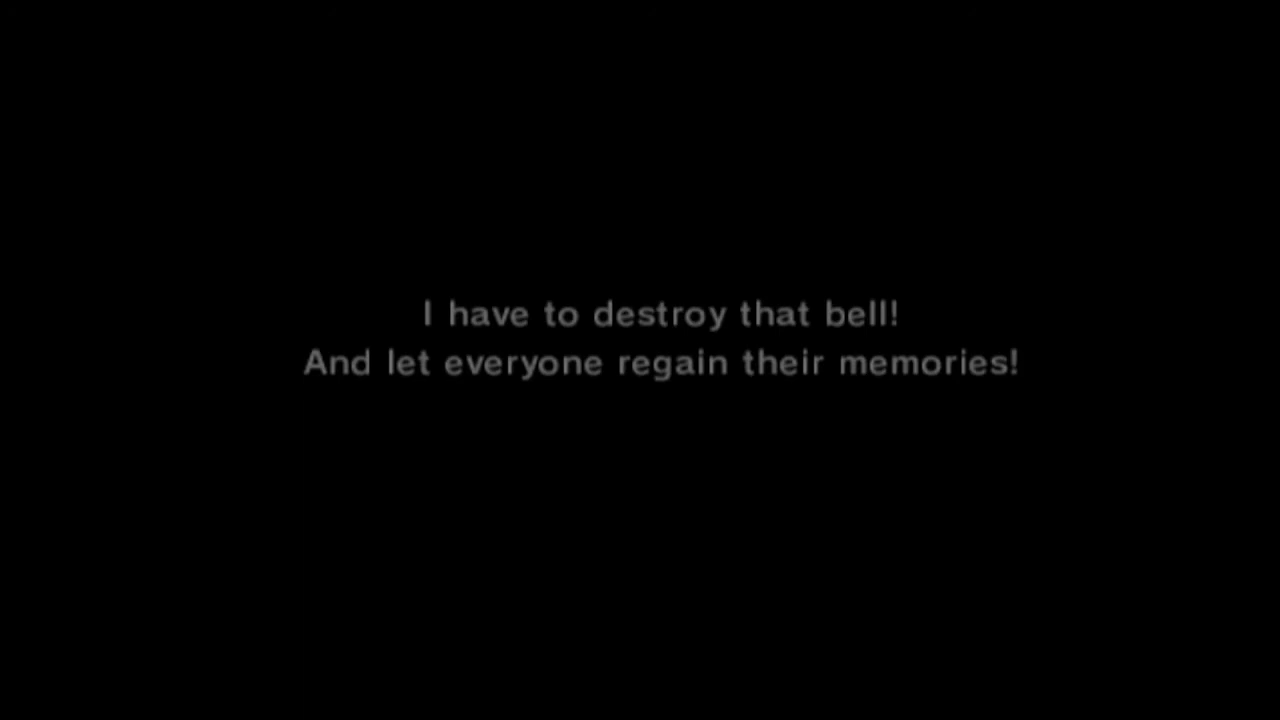 I have to destroy that bell!
And let everyone regain their memories!